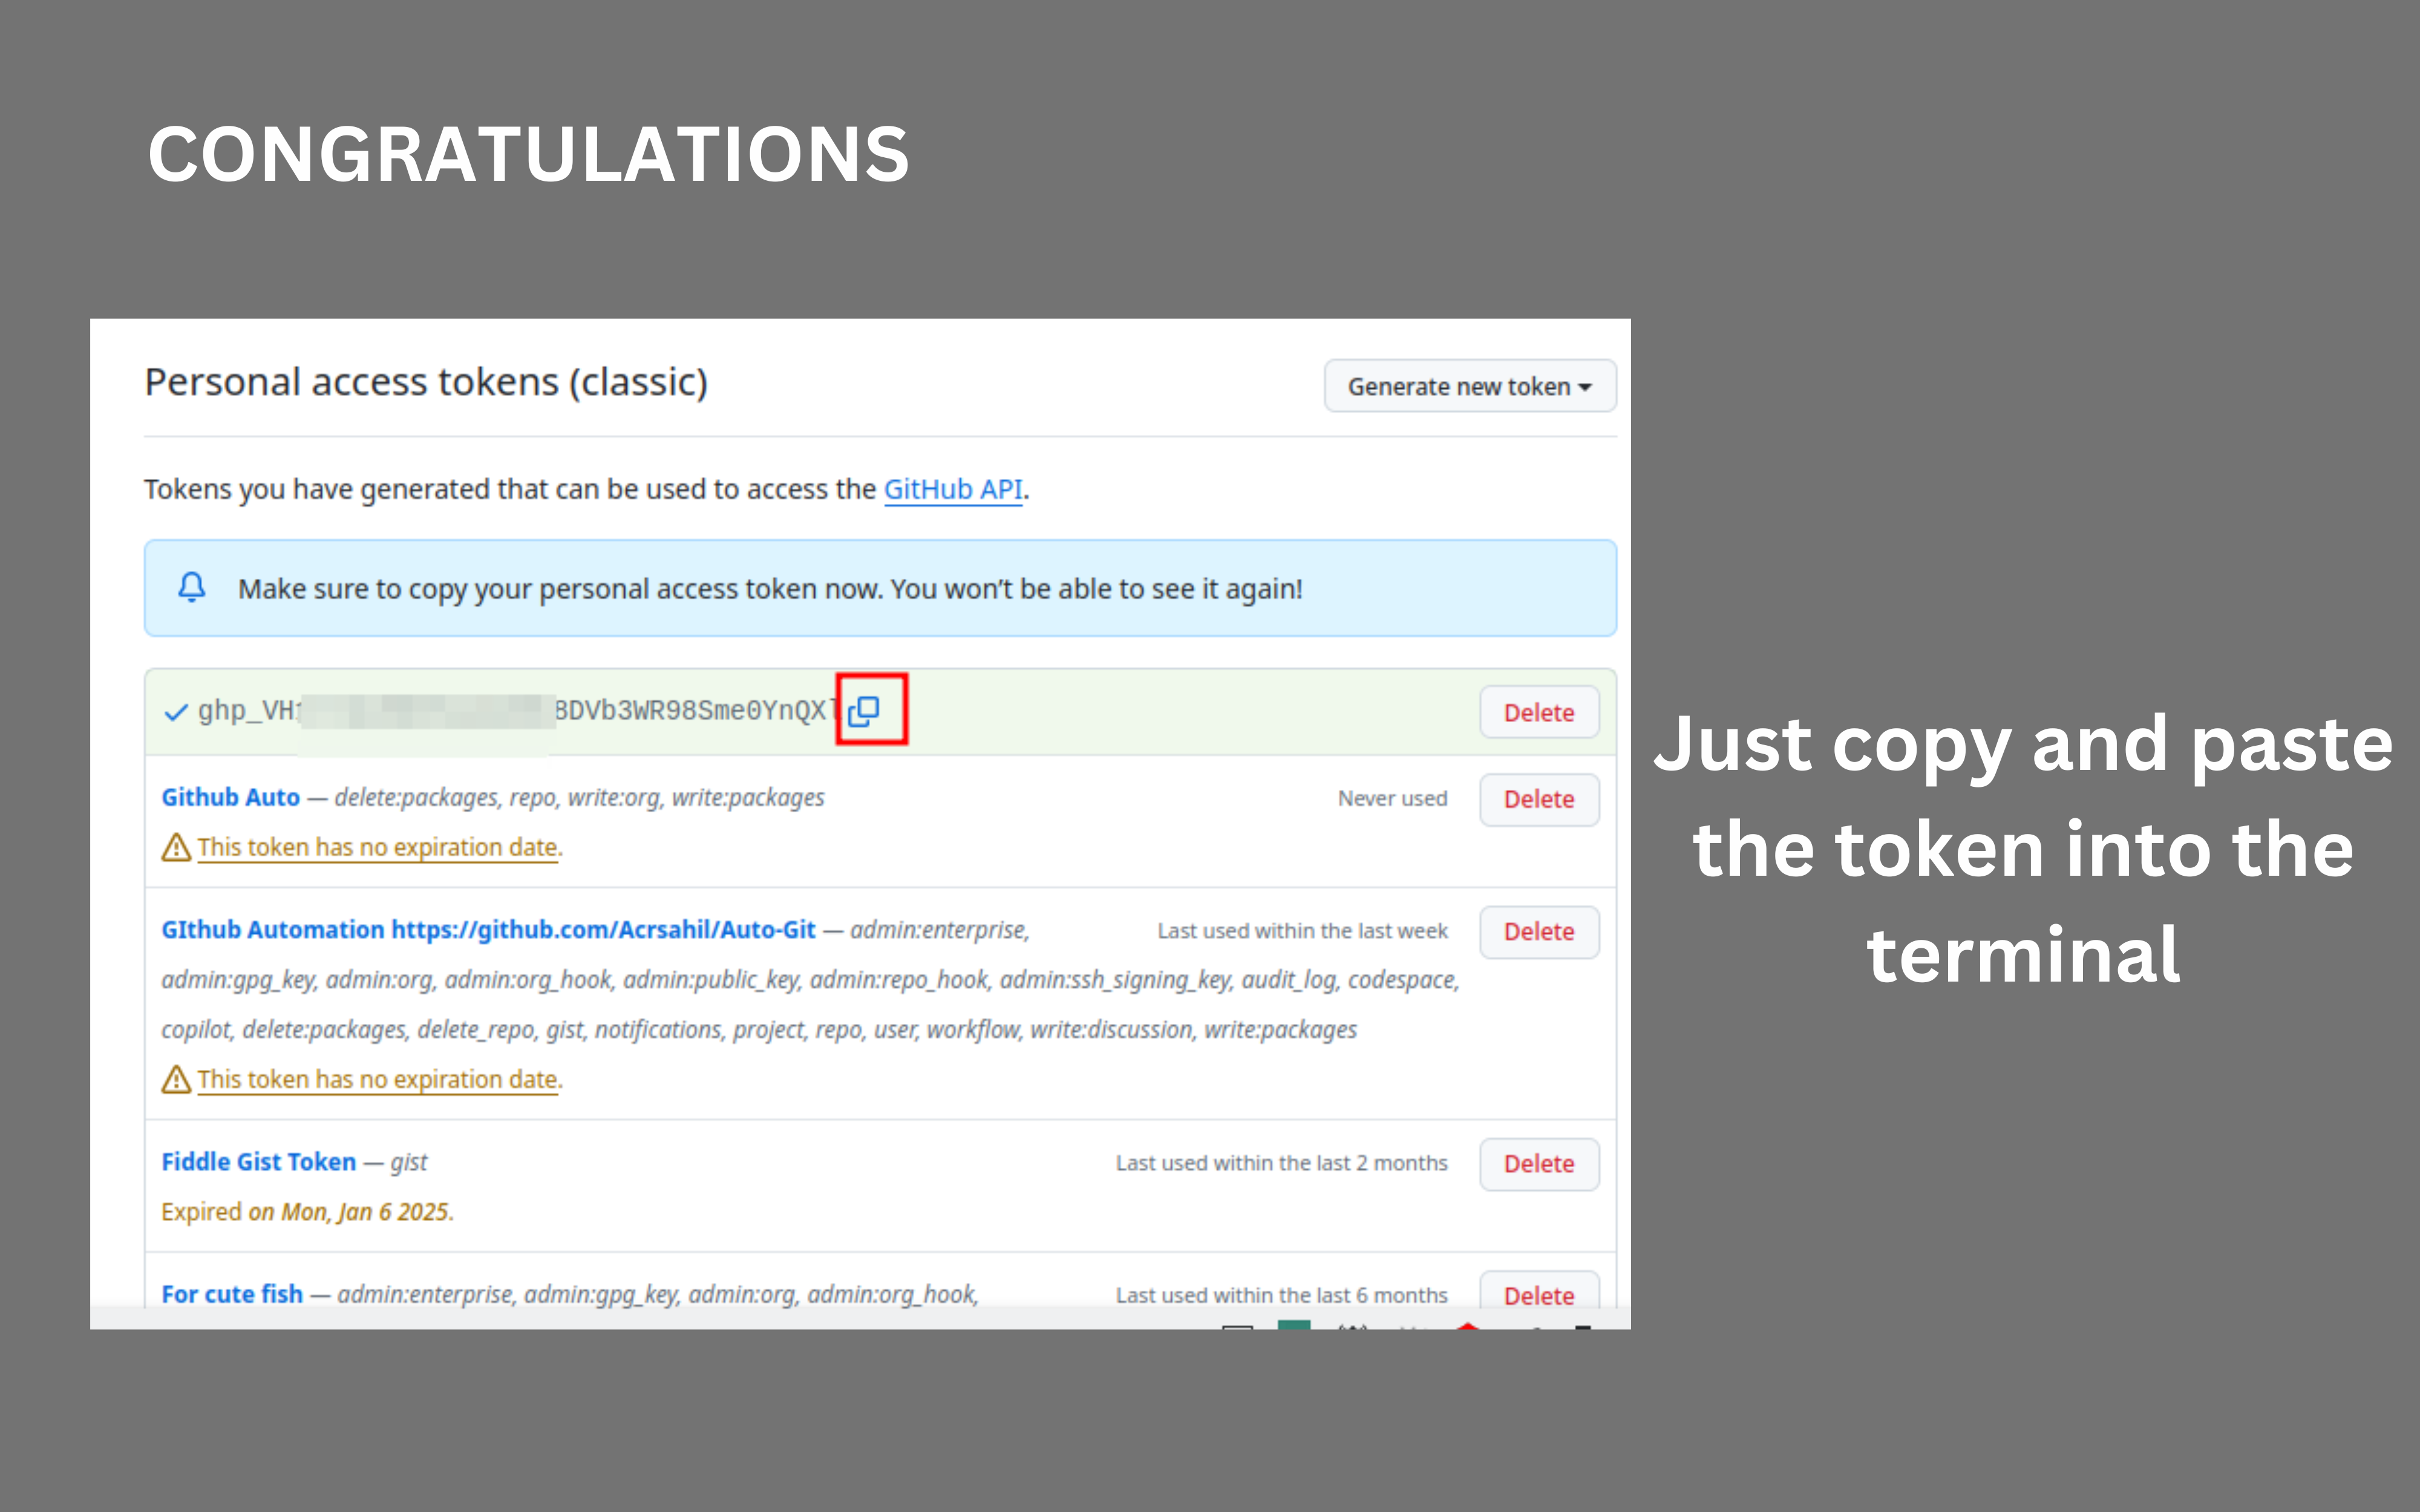 CONGRATULATIONS
Personal access tokens (classic)
Generate new token
Tokens you have generated that can be used to access the GitHub API.
Make sure to copy your personal access token now. You won't be able to see it again!
Delete
Github Auto — delete:packages, repo, write:org, write:packages
Never used
Delete
This token has no expiration date.
GIthub Automation https://github.com/Acrsahil/Auto-Git — admin:enterprise,
Last used within the last week
Delete
admin:gpg_key, admin:org, admin:org_hook, admin:public_key, admin:repo_hook, admin:ssh_signing_key, audit_log, codespace,
copilot, delete:packages, delete_repo, gist, notifications, project, repo, user, workflow, write:discussion, write:packages
This token has no expiration date.
Fiddle Gist Token — gist
Last used within the last 2 months
Delete
Expired on Mon, Jan 6 2025.
For cute fish — admin:enterprise, admin:gpg_key, admin:org, admin:org_hook,
Last used within the last 6 months
Delete
Just copy and paste
the token into the
terminal